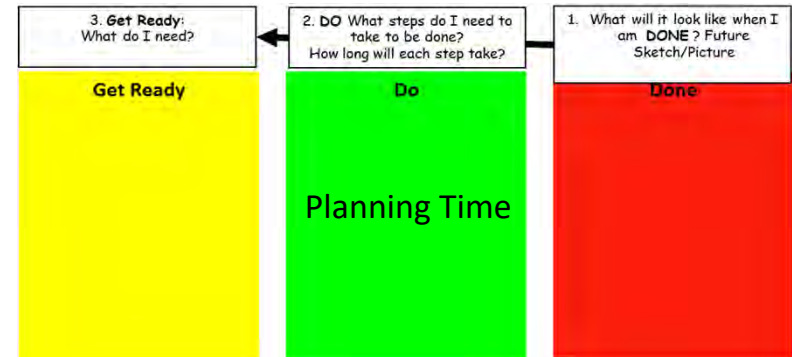 3. Get Ready:
What do I need?
2. DO What steps do I need to
take to be done?
How long will each step take?
1. What will it look like when I
am DONE ? Future
Sketch/Picture
Get Ready
Do
Done
Planning Time